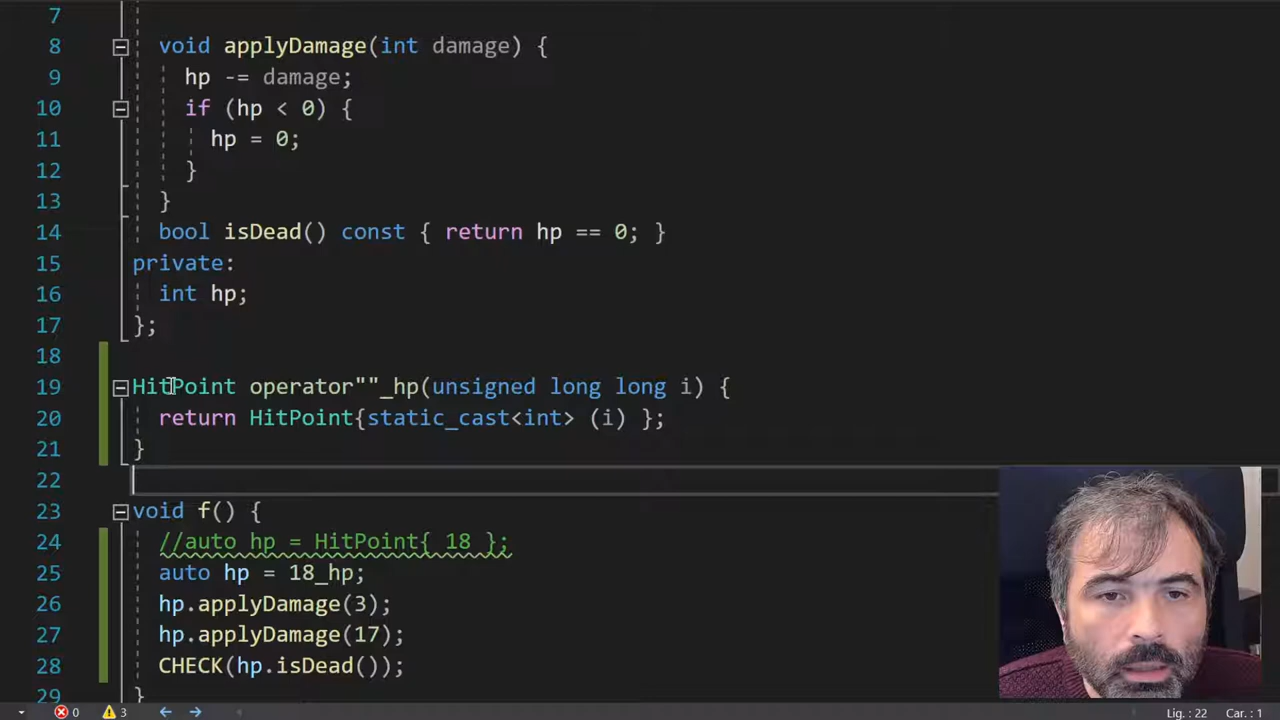 7
8 void applyDamage(int damage) {
9 hp -= damage;
10 if (hp < 0) {
11 hp = 0;
12 }
13 }
14 bool isDead() const { return hp == 0; }
15 private:
16 int hp;
17 };
18
19 HitPoint operator""_hp(unsigned long long i) {
20 return HitPoint{static_cast<int> (i) };
21 }
22
23 void f() {
24 //auto hp = HitPoint{ 18 };
25 auto hp = 18_hp;
26 hp.applyDamage(3);
27 hp.applyDamage(17);
28 CHECK(hp.isDead());
29 }
0 3 Lig. : 22 Car. : 1